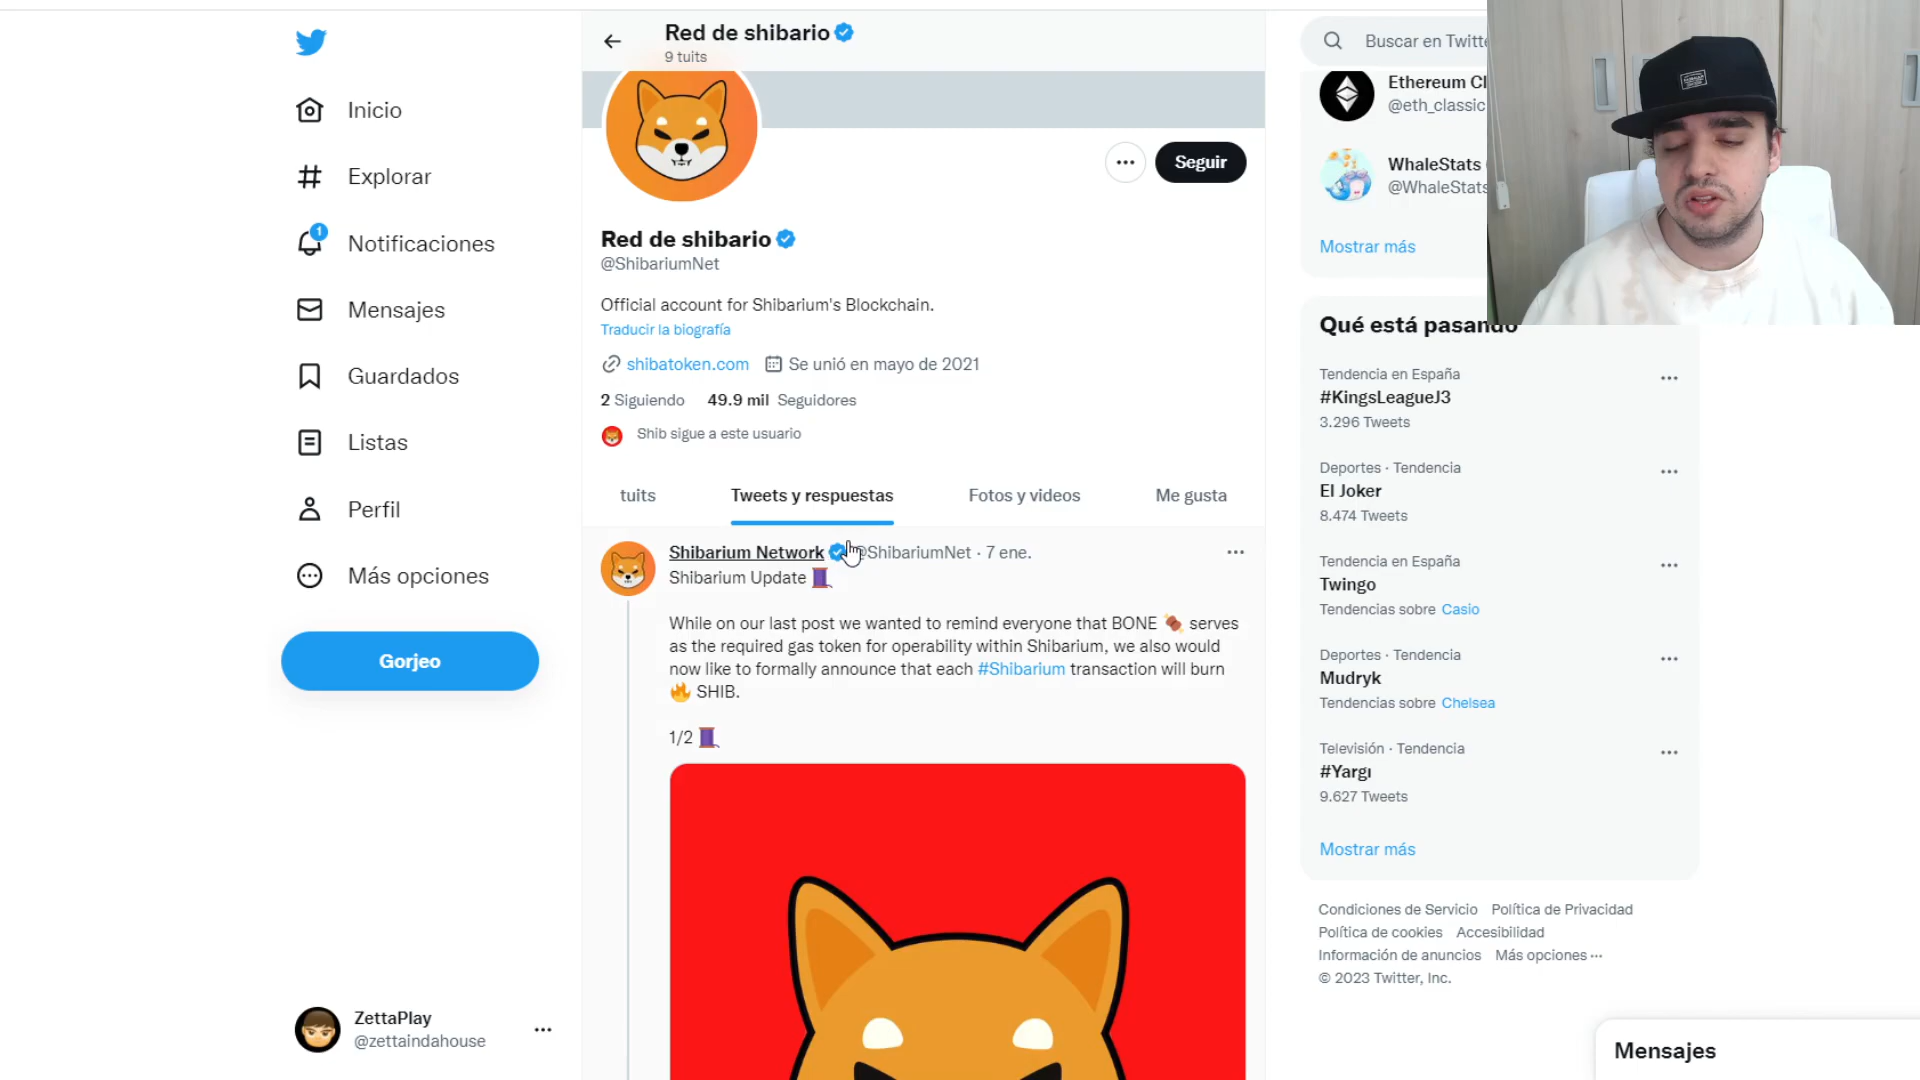 Inicio
Explorar
1
Notificaciones
Mensajes
Guardados
Listas
Perfil
Más opciones
Gorjeo
ZettaPlay
@zettaindahouse
Red de shibario
9 tuits
Seguir
Red de shibario
@ShibariumNet
Official account for Shibarium's Blockchain.
Traducir la biografía
shibatoken.com Se unió en mayo de 2021
2 Siguiendo 49.9 mil Seguidores
Shib sigue a este usuario
tuits Tweets y respuestas Fotos y videos Me gusta
Shibarium Network @ShibariumNet · 7 ene.
Shibarium Update
While on our last post we wanted to remind everyone that BONE serves
as the required gas token for operability within Shibarium, we also would
now like to formally announce that each #Shibarium transaction will burn
SHIB.
1/2
Buscar en Twitte
Ethereum Cl
@eth_classic
WhaleStats
@WhaleStats
Mostrar más
Qué está pasando
Tendencia en España
#KingsLeagueJ3
3.296 Tweets
Deportes · Tendencia
El Joker
8.474 Tweets
Tendencia en España
Twingo
Tendencias sobre Casio
Deportes · Tendencia
Mudryk
Tendencias sobre Chelsea
Televisión · Tendencia
#Yargı
9.627 Tweets
Mostrar más
Condiciones de Servicio Política de Privacidad
Política de cookies Accesibilidad
Información de anuncios Más opciones
© 2023 Twitter, Inc.
Mensajes